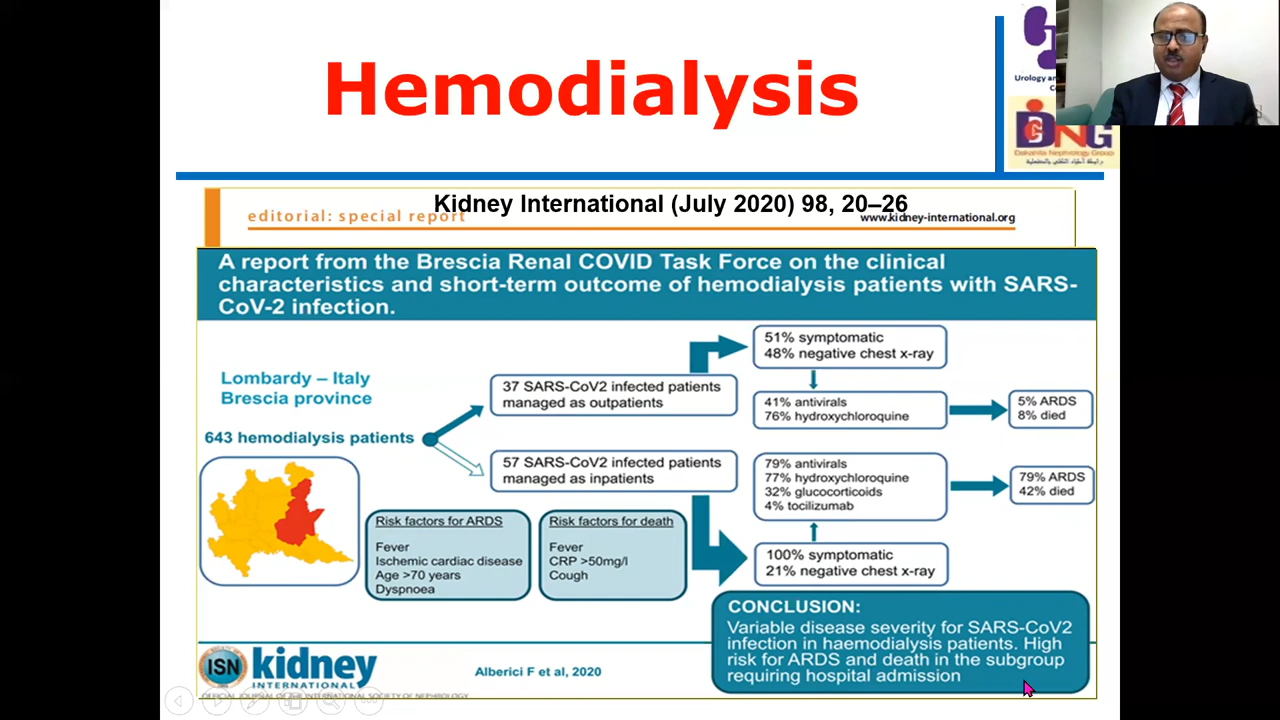 Hemodialysis
Urology an
DNG
Dakahlia Nephrology Group
Kidney International (July 2020) 98, 20–26
editorial: special report
www.kidney-international.org
A report from the Brescia Renal COVID Task Force on the clinical
characteristics and short-term outcome of hemodialysis patients with SARS-
CoV-2 infection.
Lombardy – Italy
Brescia province
643 hemodialysis patients
37 SARS-CoV2 infected patients
managed as outpatients
57 SARS-CoV2 infected patients
managed as inpatients
51% symptomatic
48% negative chest x-ray
41% antivirals
76% hydroxychloroquine
5% ARDS
8% died
79% antivirals
77% hydroxychloroquine
32% glucocorticoids
4% tocilizumab
79% ARDS
42% died
100% symptomatic
21% negative chest x-ray
Risk factors for ARDS
Fever
Ischemic cardiac disease
Age >70 years
Dyspnoea
Risk factors for death
Fever
CRP >50mg/l
Cough
CONCLUSION:
Variable disease severity for SARS-CoV2
infection in haemodialysis patients. High
risk for ARDS and death in the subgroup
requiring hospital admission
ISN
kidney
INTERNATIONAL
OFFICIAL JOURNAL OF THE INTERNATIONAL SOCIETY OF NEPHROLOGY
Alberici F et al, 2020